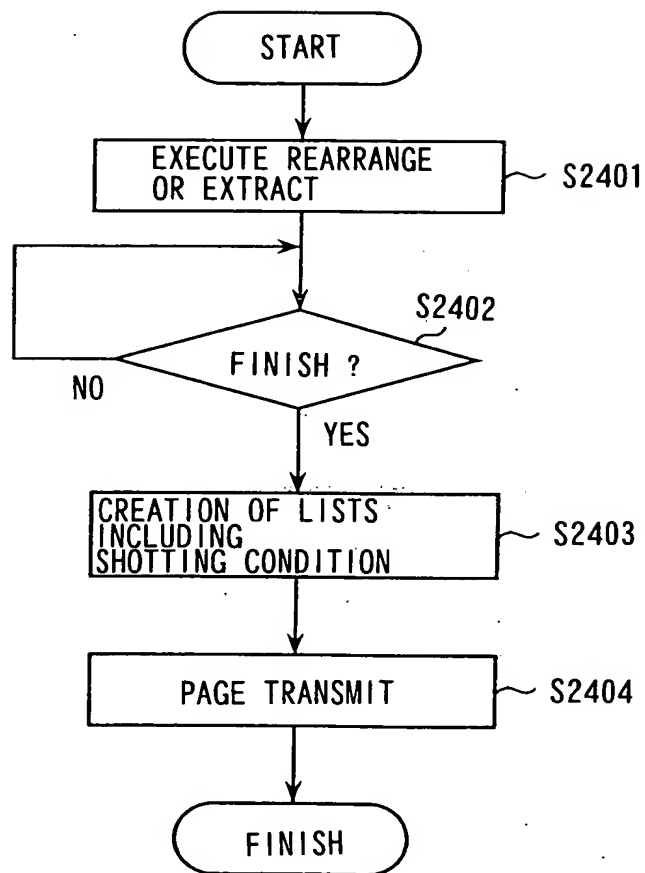 START
EXECUTE REARRANGE
OR EXTRACT
S2401
S2402
FINISH ?
NO
YES
CREATION OF LISTS
INCLUDING
SHOTTING CONDITION
S2403
PAGE TRANSMIT
S2404
FINISH